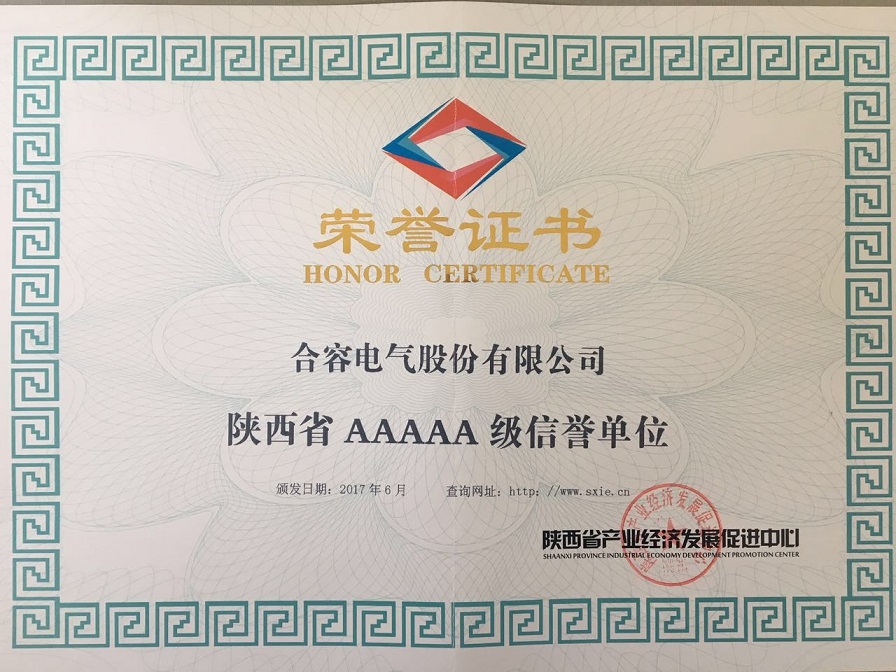 荣誉证书
HONOR CERTIFICATE
合容电气股份有限公司
陕西省 AAAAA 级信誉单位
颁发日期：2017 年 6 月 查询网址：http：//www.sxie.cn
陕西省产业经济发展促进中心
SHAANXI PROVINCE INDUSTRIAL ECONOMY DEVELOPMENT PROMOTION CENTER